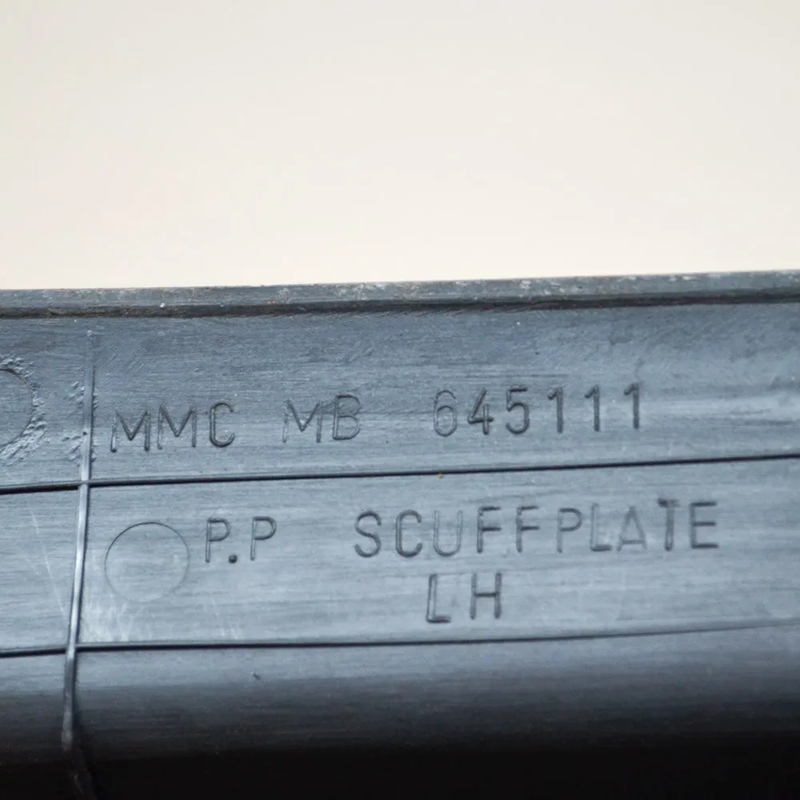 MMC MB 645111
P.P SCUFFPLATE
LH